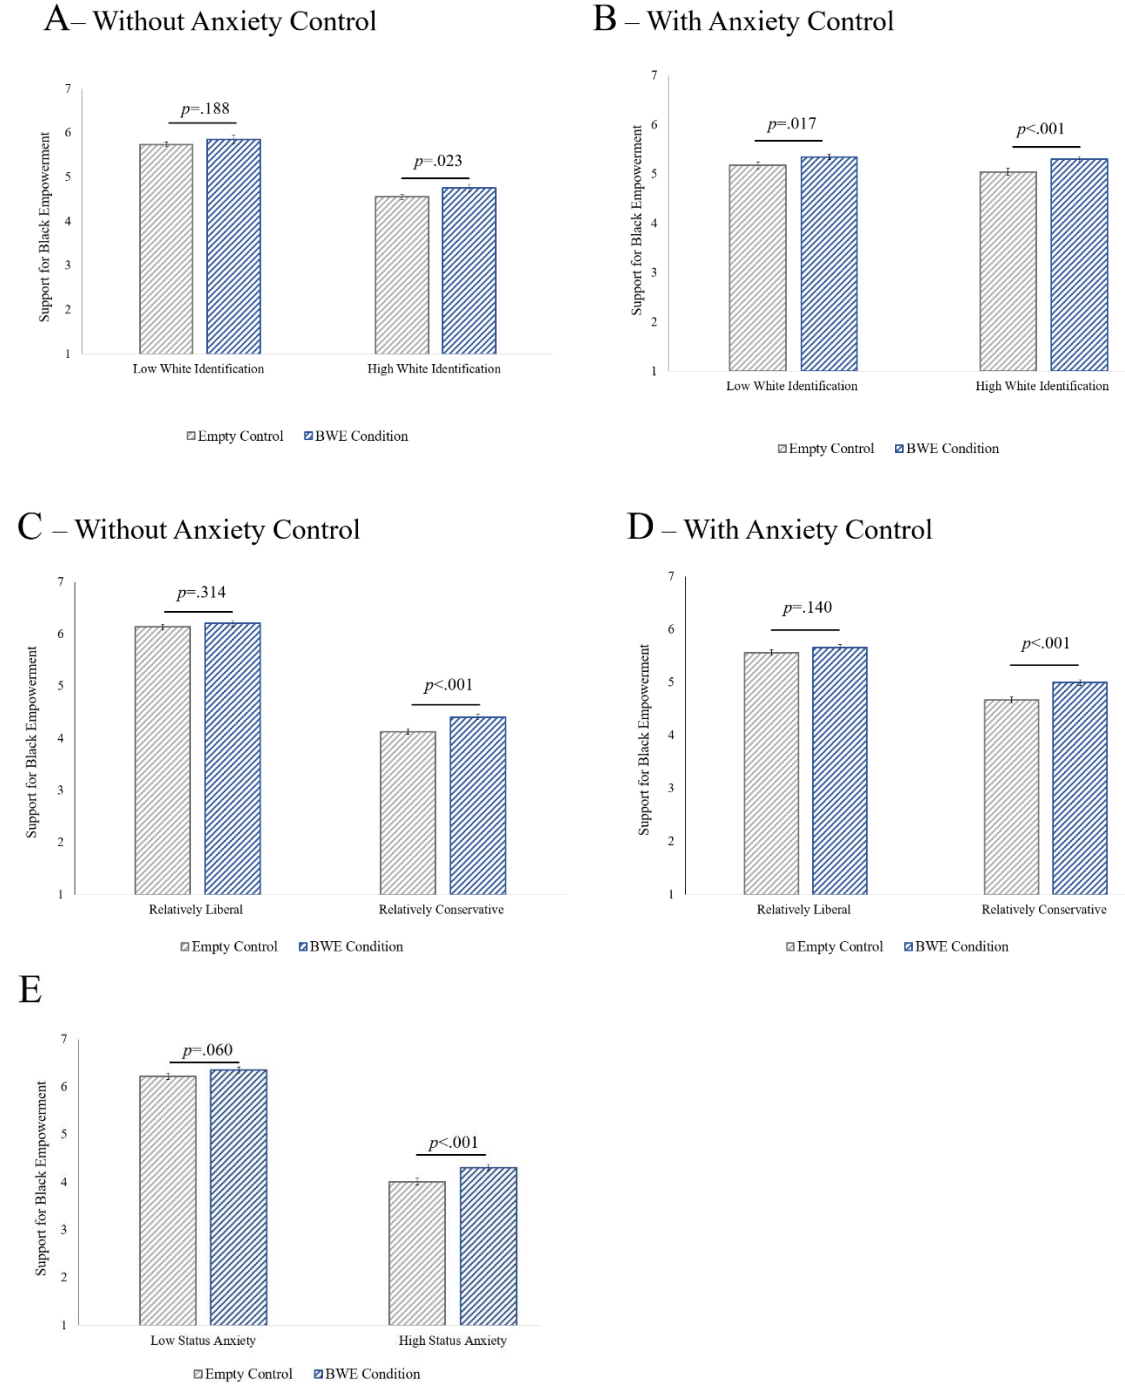 A– Without Anxiety Control
7
6
5
4
3
2
1
Support for Black Empowerment
p=.188
p=.023
Low White Identification
High White Identification
Empty Control
BWE Condition
B – With Anxiety Control
7
6
5
4
3
2
1
Support for Black Empowerment
p=.017
p<.001
Low White Identification
High White Identification
Empty Control
BWE Condition
C – Without Anxiety Control
7
6
5
4
3
2
1
Support for Black Empowerment
p=.314
p<.001
Relatively Liberal
Relatively Conservative
Empty Control
BWE Condition
D – With Anxiety Control
7
6
5
4
3
2
1
Support for Black Empowerment
p=.140
p<.001
Relatively Liberal
Relatively Conservative
Empty Control
BWE Condition
E
7
6
5
4
3
2
1
Support for Black Empowerment
p=.060
p<.001
Low Status Anxiety
High Status Anxiety
Empty Control
BWE Condition